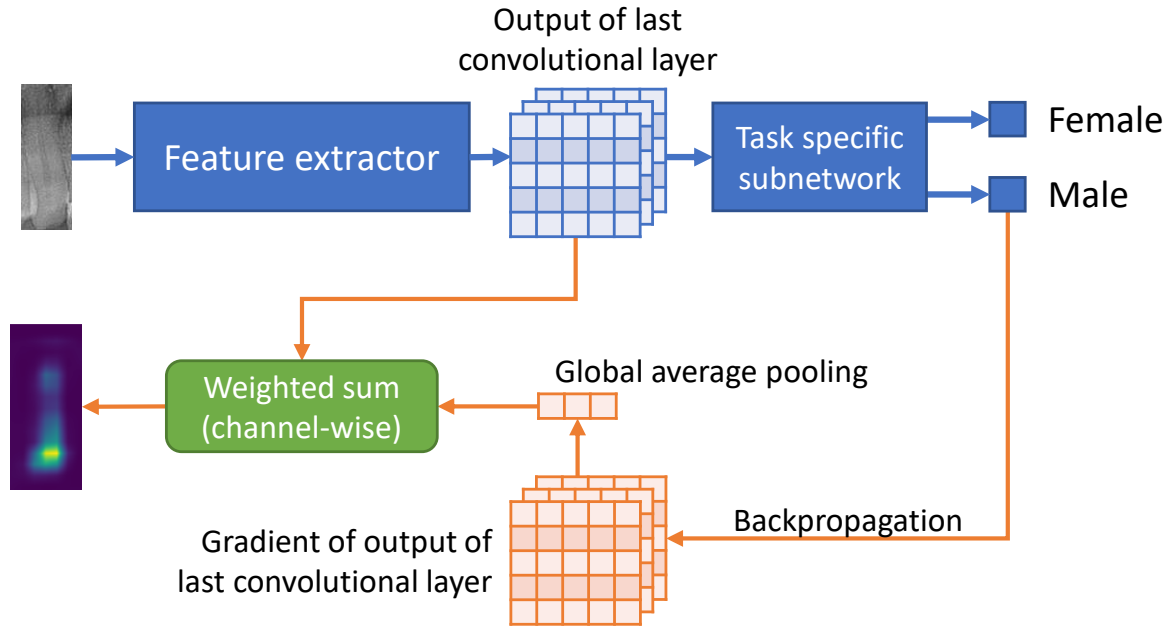 Output of last
convolutional layer
Feature extractor
Task specific
subnetwork
Female
Male
Weighted sum
(channel-wise)
Global average pooling
Gradient of output of
last convolutional layer
Backpropagation